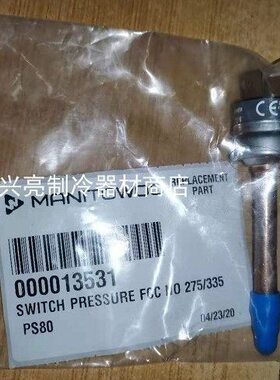 CE
兴亮制冷器材商店
MANITOWOC
REPLACEMENT
PART
000013531
SWITCH PRESSURE FCC NO 275/335
PS80
04/23/20